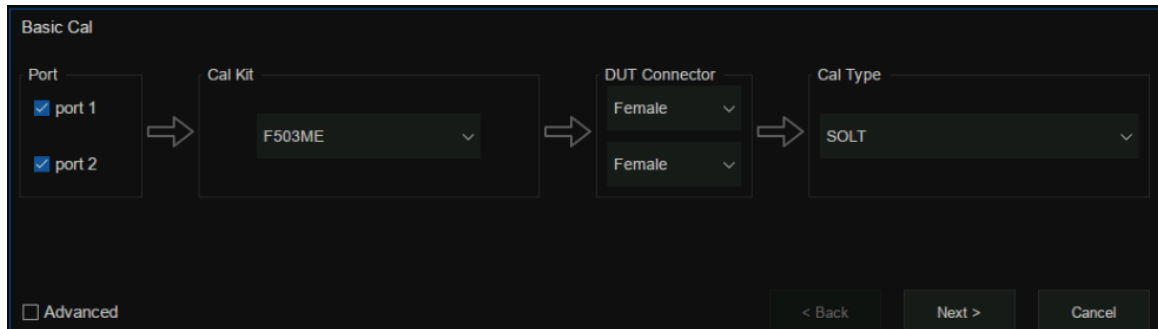 Basic Cal
Port
port 1
port 2
Cal Kit
F503ME
DUT Connector
Female
Female
Cal Type
SOLT
Advanced
< Back
Next >
Cancel